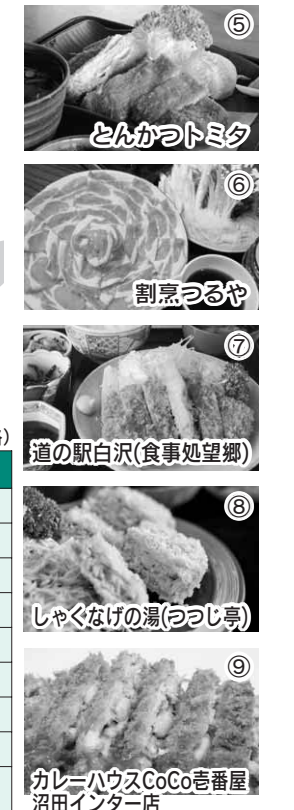 ⑤
とんかつトミタ
⑥
割烹つるや
⑦
道の駅白沢(食事処望郷)
⑧
しゃくなげの湯(つつじ亭)
⑨
カレーハウスCoCo壱番屋
沼田インター店